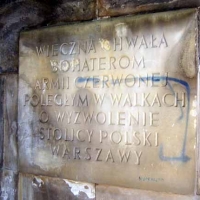 WIECZNA CHWAŁA
BOHATEROM
ARMII CZERWONEJ
POLEGŁYM W WALKACH
O WYZWOLENIE
STOLICY POLSKI
WARSZAWY